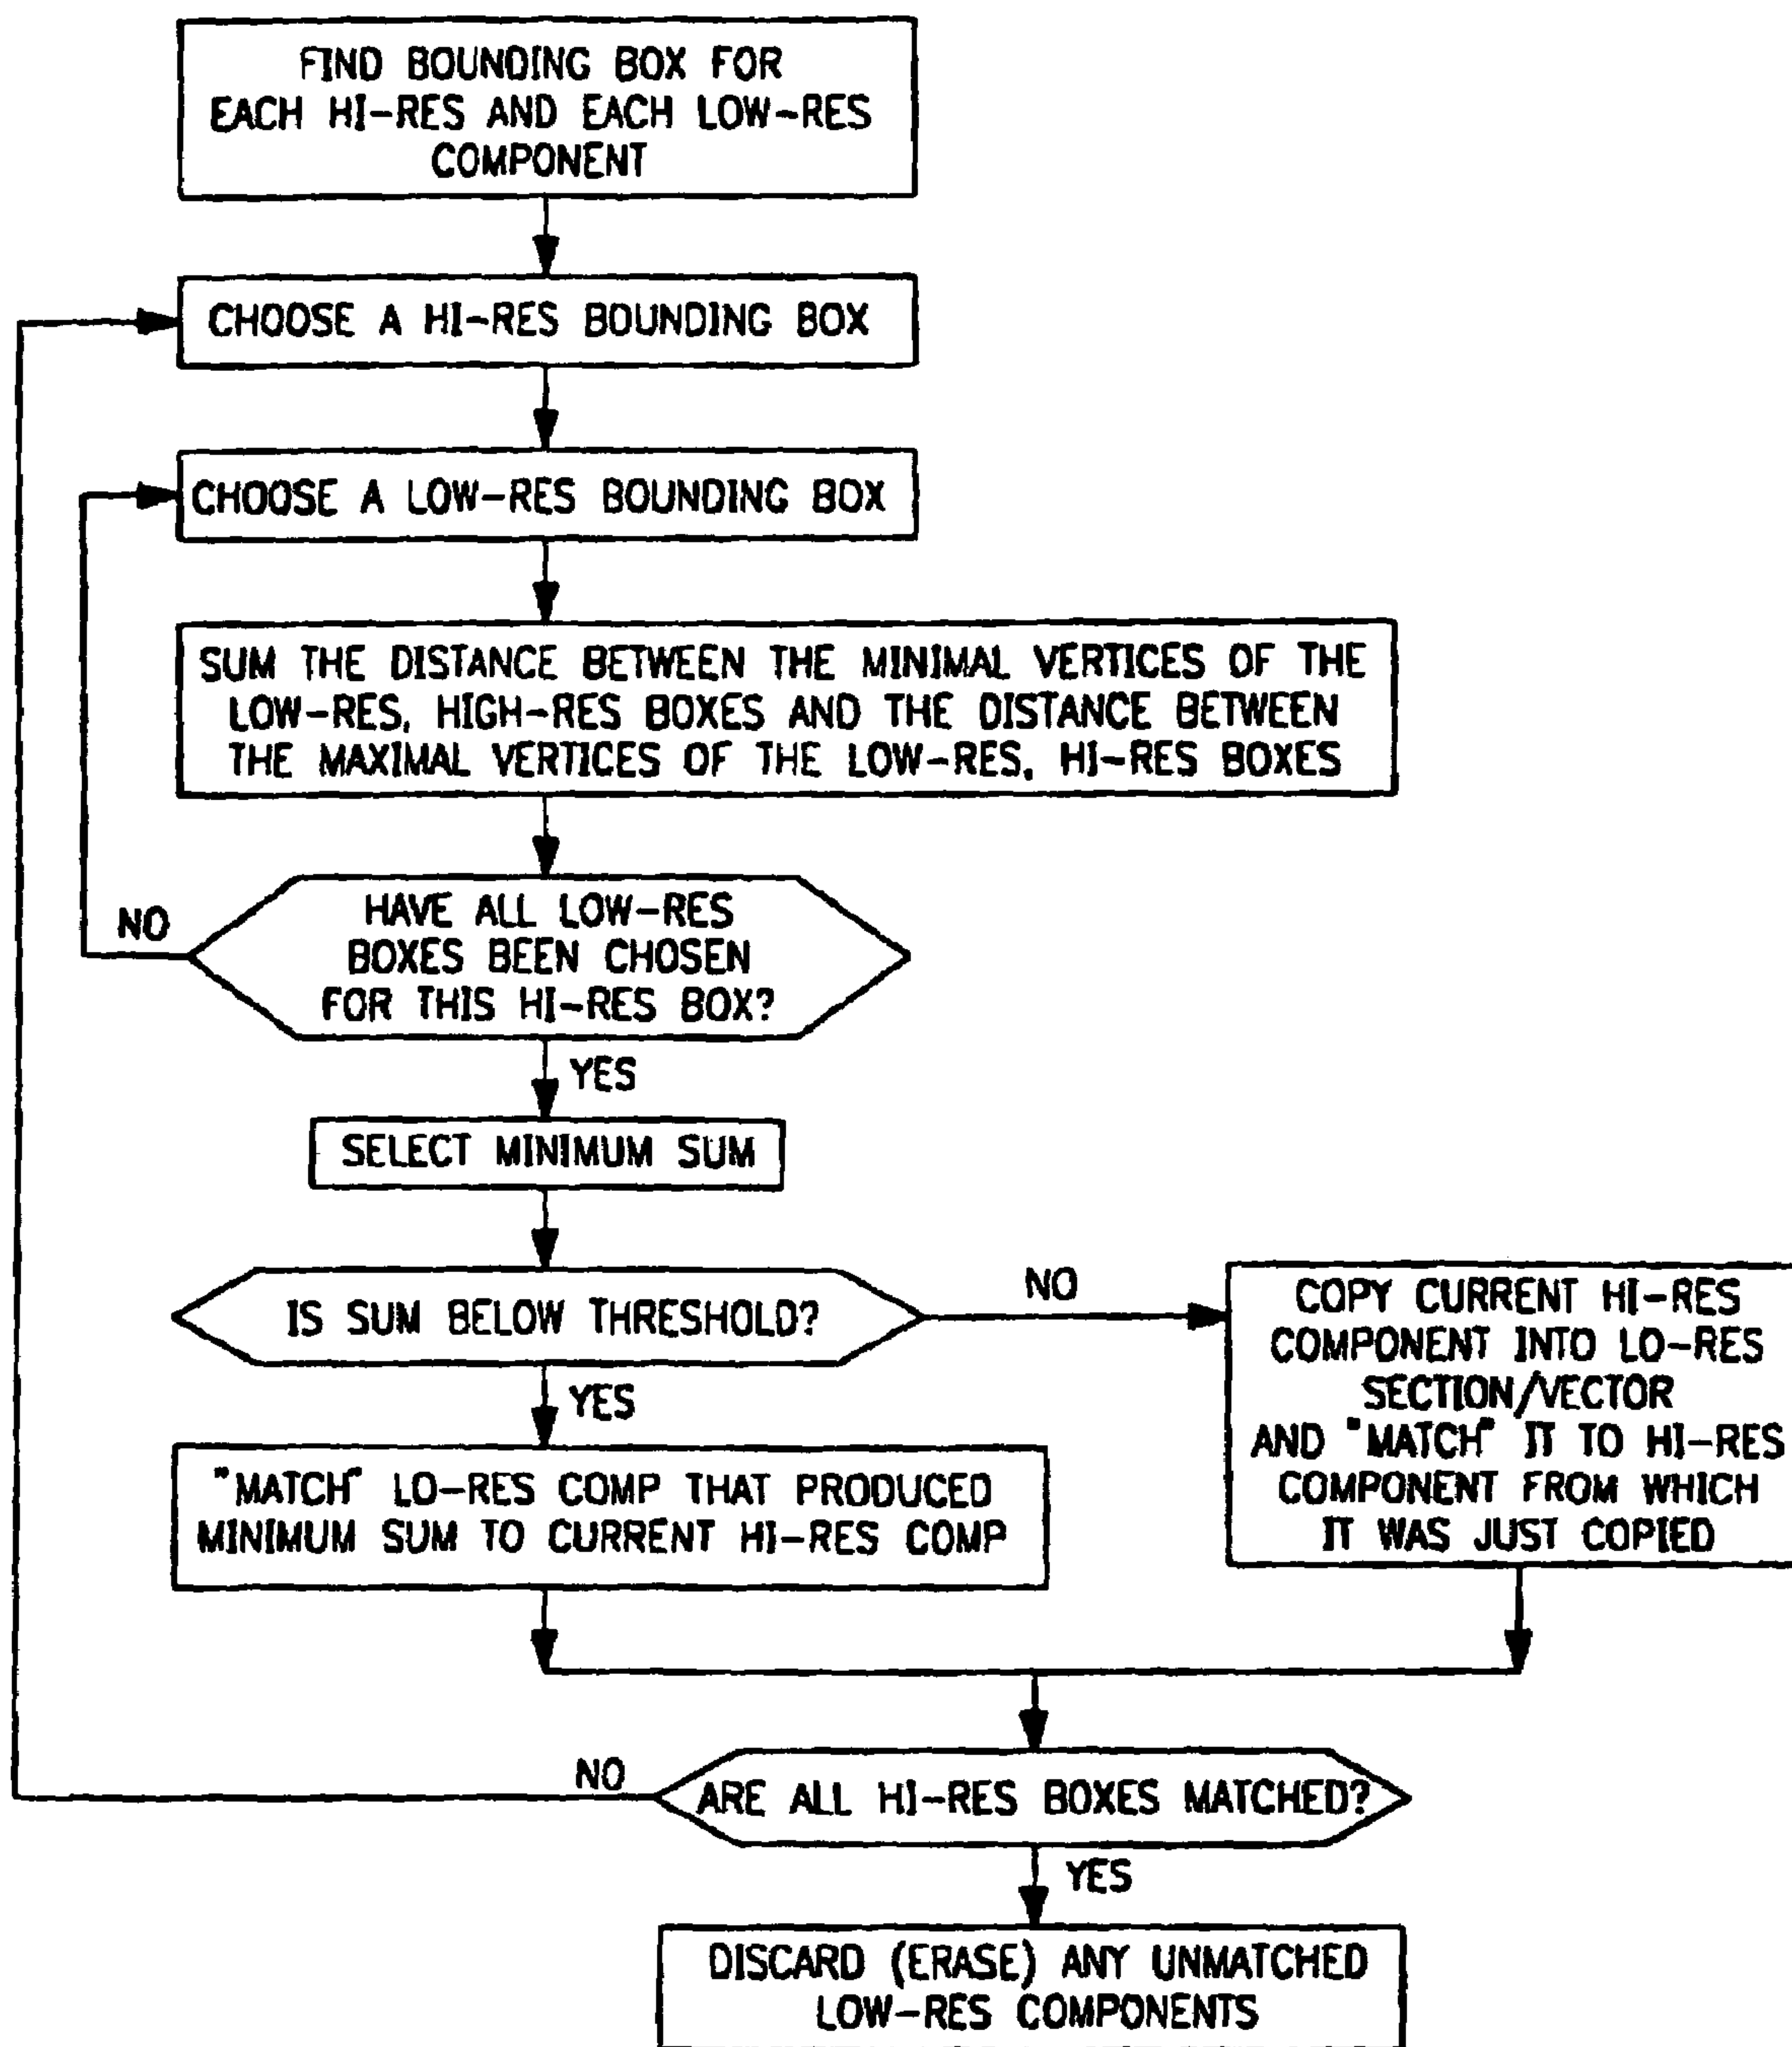 FIND BOUNDING BOX FOR
EACH HI-RES AND EACH LOW-RES
COMPONENT
CHOOSE A HI-RES BOUNDING BOX
CHOOSE A LOW-RES BOUNDING BOX
SUM THE DISTANCE BETWEEN THE MINIMAL VERTICES OF THE
LOW-RES, HIGH-RES BOXES AND THE DISTANCE BETWEEN
THE MAXIMAL VERTICES OF THE LOW-RES, HI-RES BOXES
HAVE ALL LOW-RES
BOXES BEEN CHOSEN
FOR THIS HI-RES BOX?
NO
YES
SELECT MINIMUM SUM
IS SUM BELOW THRESHOLD?
NO
YES
COPY CURRENT HI-RES
COMPONENT INTO LO-RES
SECTION/VECTOR
AND "MATCH" IT TO HI-RES
COMPONENT FROM WHICH
IT WAS JUST COPIED
"MATCH" LO-RES COMP THAT PRODUCED
MINIMUM SUM TO CURRENT HI-RES COMP
NO
ARE ALL HI-RES BOXES MATCHED?
YES
DISCARD (ERASE) ANY UNMATCHED
LOW-RES COMPONENTS